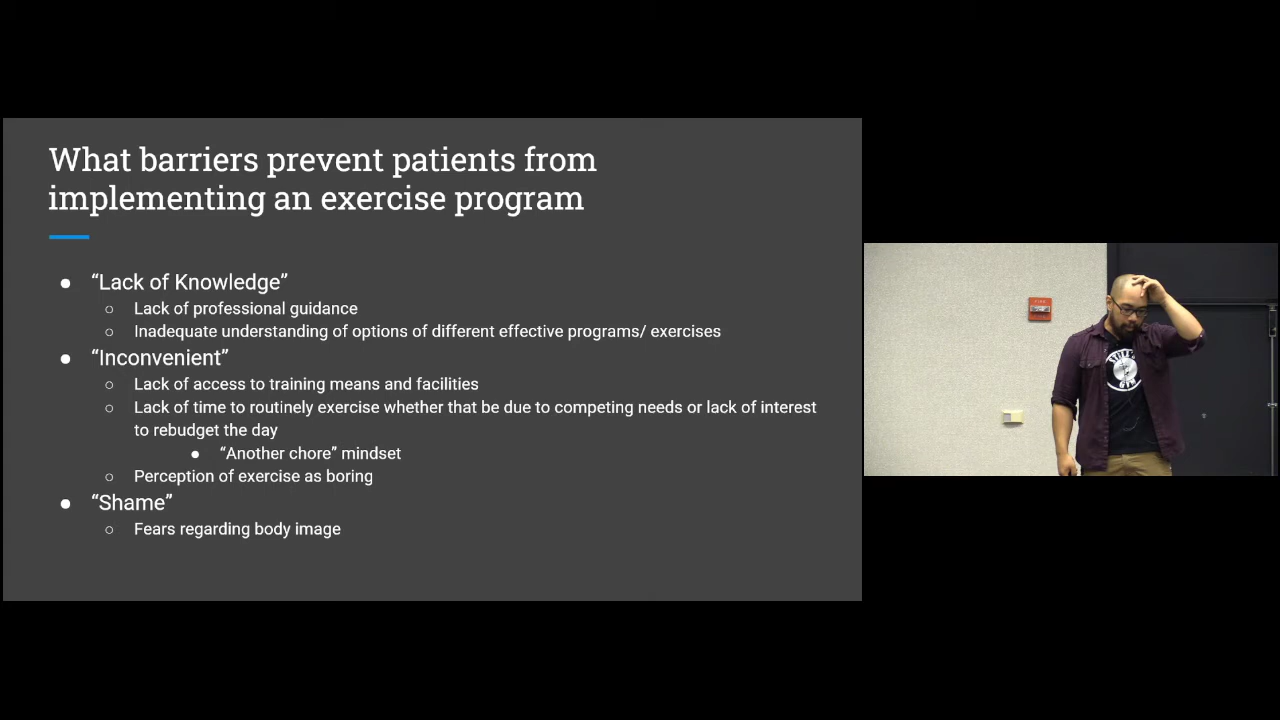 What barriers prevent patients from
implementing an exercise program
“Lack of Knowledge”
Lack of professional guidance
Inadequate understanding of options of different effective programs/ exercises
“Inconvenient”
Lack of access to training means and facilities
Lack of time to routinely exercise whether that be due to competing needs or lack of interest
to rebudget the day
“Another chore” mindset
Perception of exercise as boring
“Shame”
Fears regarding body image
FIRE
GYM